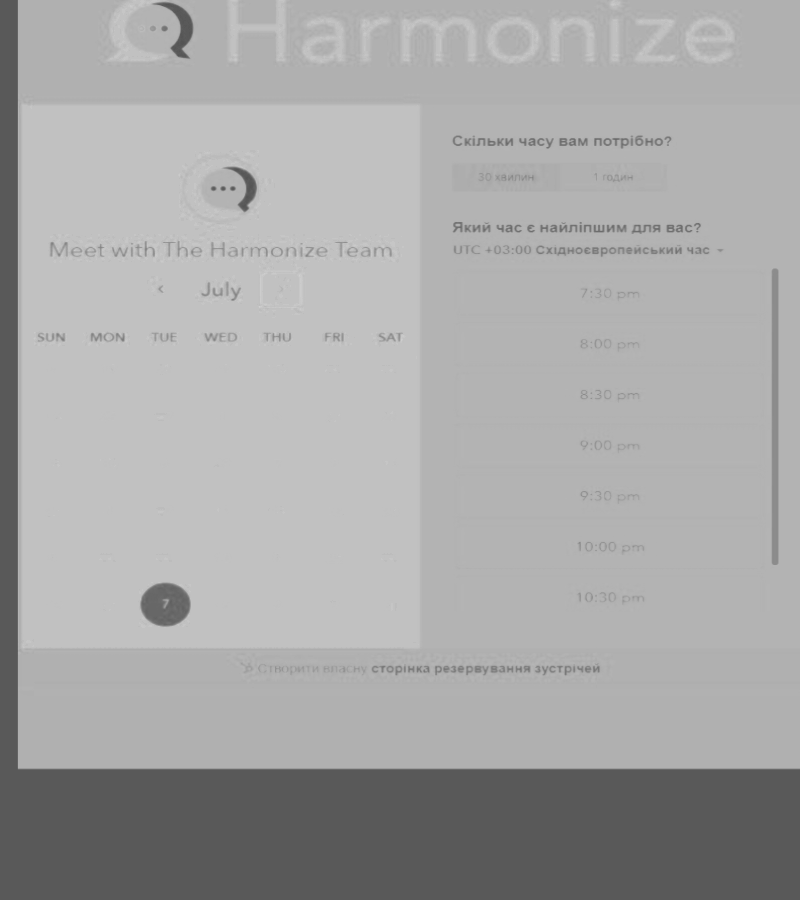 Harmonize
Meet with The Harmonize Team
July
SUN MON TUE WED THU FRI SAT
7
Скільки часу вам потрібно?
30 хвилин 1 годин
Який час є найліпшим для вас?
UTC +03:00 Східноєвропейський час
7:30 pm
8:00 pm
8:30 pm
9:00 pm
9:30 pm
10:00 pm
10:30 pm
Створити власну сторінка резервування зустрічей